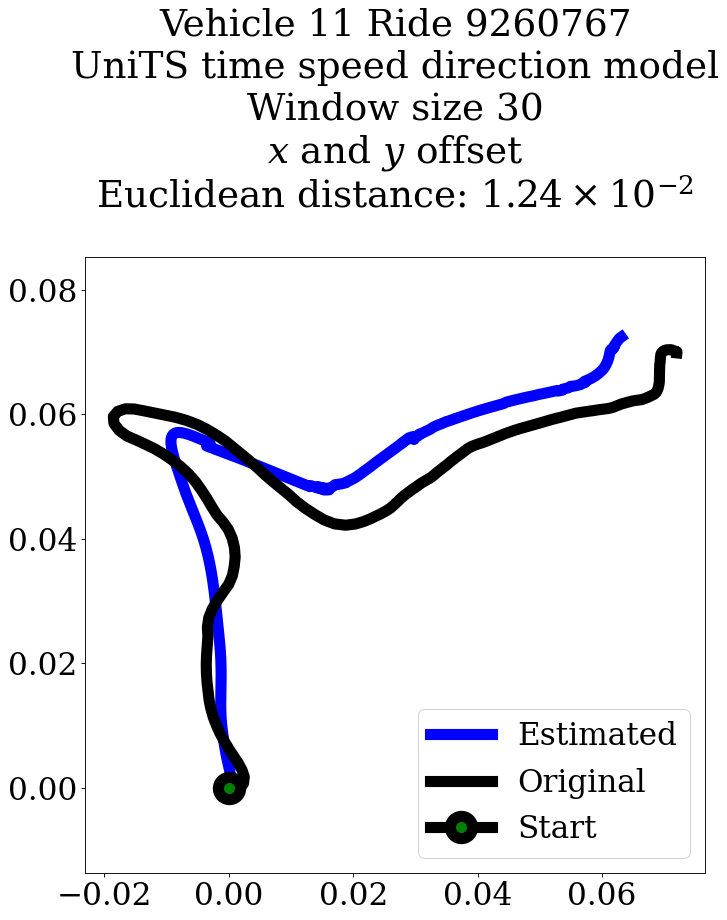 Vehicle 11 Ride 9260767
UniTS time speed direction model
Window size 30
x and y offset
Euclidean distance: 1.24 × 10⁻²
0.08
0.06
0.04
0.02
0.00
−0.02 0.00 0.02 0.04 0.06
Estimated
Original
Start